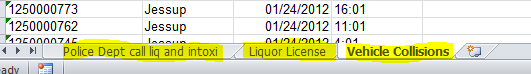 1250000773 Jessup 01/24/2012 16:01
1250000762 Jessup 01/24/2012 11:01
Police Dept call liq and intoxi Liquor License Vehicle Collisions